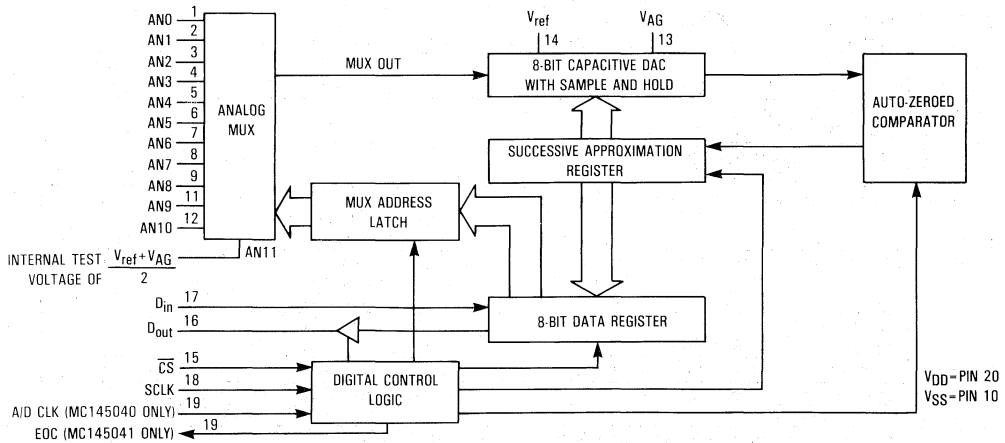 AN0 1
AN1 2
AN2 3
AN3 4
AN4 5
AN5 6
AN6 7
AN7 8
AN8 9
AN9 11
AN10 12
ANALOG
MUX
AN11
INTERNAL TEST
VOLTAGE OF
Vref+VAG
2
MUX OUT
Vref
14
VAG
13
8-BIT CAPACITIVE DAC
WITH SAMPLE AND HOLD
AUTO-ZEROED
COMPARATOR
SUCCESSIVE APPROXIMATION
REGISTER
MUX ADDRESS
LATCH
Din 17
Dout 16
8-BIT DATA REGISTER
C̅S̅ 15
SCLK 18
A/D CLK (MC145040 ONLY) 19
EOC (MC145041 ONLY) 19
DIGITAL CONTROL
LOGIC
VDD=PIN 20
VSS=PIN 10